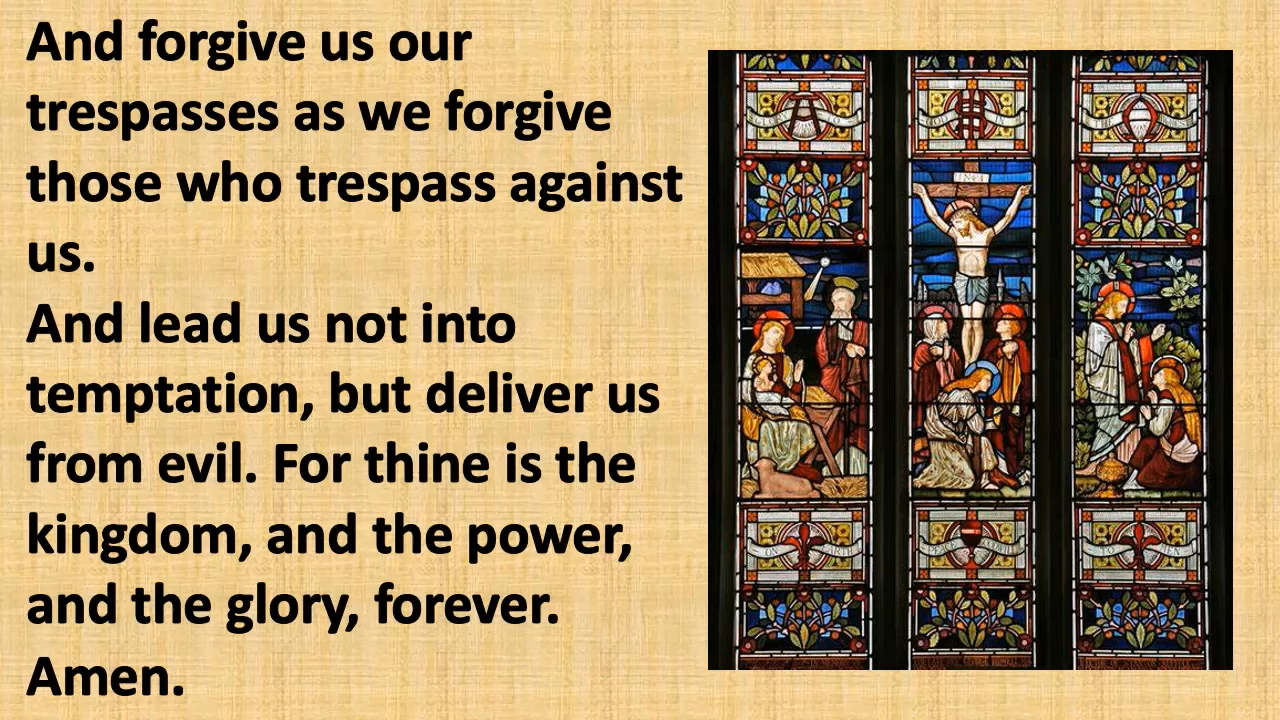 And forgive us our
trespasses as we forgive
those who trespass against
us.
And lead us not into
temptation, but deliver us
from evil. For thine is the
kingdom, and the power,
and the glory, forever.
Amen.
INRI